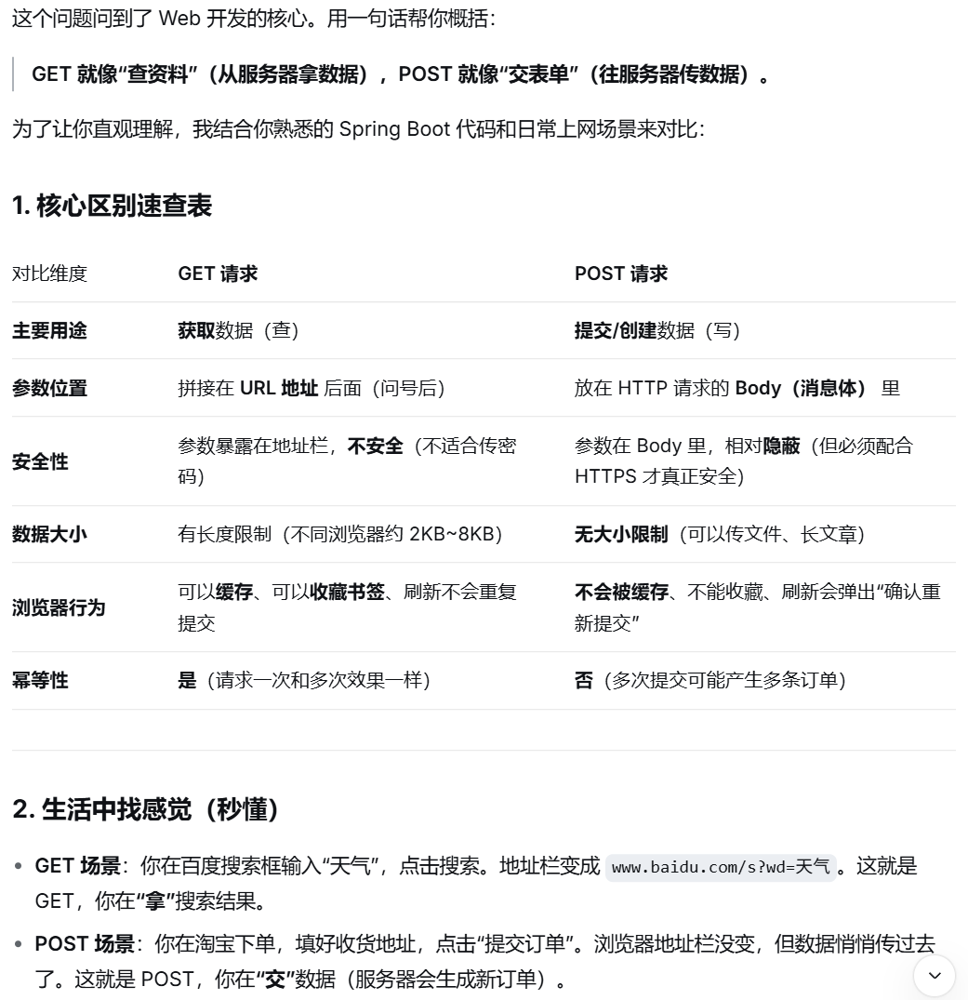 这个问题问到了 Web 开发的核心。用一句话帮你概括：
GET 就像“查资料”（从服务器拿数据），POST 就像“交表单”（往服务器传数据）。
为了让你直观理解，我结合你熟悉的 Spring Boot 代码和日常上网场景来对比：
1. 核心区别速查表
对比维度 GET 请求 POST 请求
主要用途 获取数据（查） 提交/创建数据（写）
参数位置 拼接在 URL 地址 后面（问号后） 放在 HTTP 请求的 Body（消息体） 里
安全性 参数暴露在地址栏，不安全（不适合传密
码） 参数在 Body 里，相对隐蔽（但必须配合
HTTPS 才真正安全）
数据大小 有长度限制（不同浏览器约 2KB~8KB） 无大小限制（可以传文件、长文章）
浏览器行为 可以缓存、可以收藏书签、刷新不会重复
提交 不会被缓存、不能收藏、刷新会弹出“确认重
新提交”
幂等性 是（请求一次和多次效果一样） 否（多次提交可能产生多条订单）
2. 生活中找感觉（秒懂）
• GET 场景：你在百度搜索框输入“天气”，点击搜索。地址栏变成 www.baidu.com/s?wd=天气 。这就是
GET，你在“拿”搜索结果。
• POST 场景：你在淘宝下单，填好收货地址，点击“提交订单”。浏览器地址栏没变，但数据悄悄传过去
了。这就是 POST，你在“交”数据（服务器会生成新订单）。